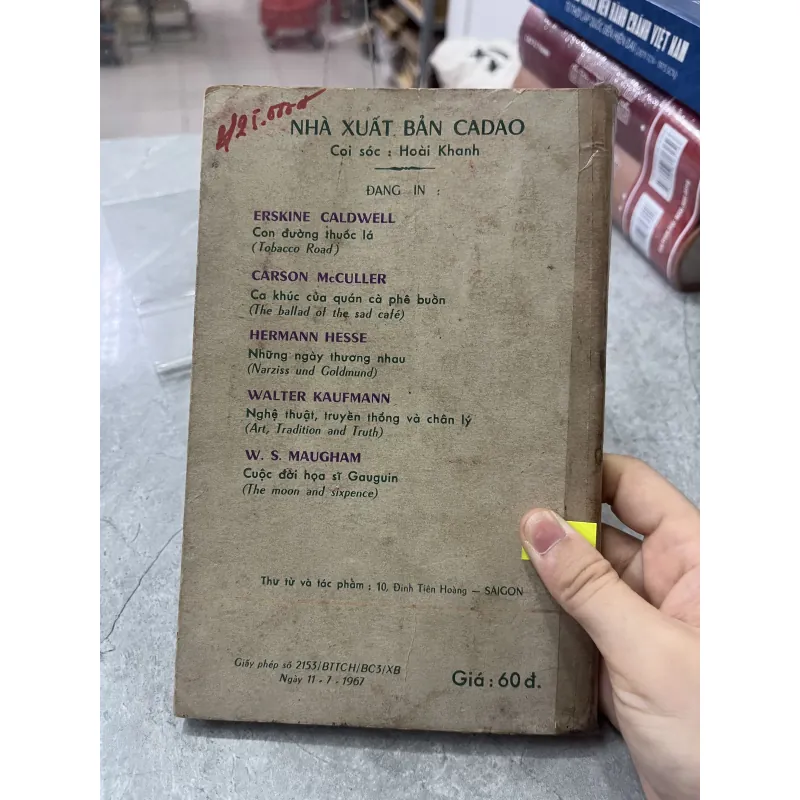 NHÀ XUẤT BẢN CADAO
Coi sóc : Hoài Khanh
ĐANG IN :
ERSKINE CALDWELL
Con đường thuốc lá
(Tobacco Road)
CARSON McCULLER
Ca khúc của quán cà phê buồn
(The ballad of the sad café)
HERMANN HESSE
Những ngày thương nhau
(Narziss und Goldmund)
WALTER KAUFMANN
Nghệ thuật, truyền thống và chân lý
(Art, Tradition and Truth)
W. S. MAUGHAM
Cuộc đời họa sĩ Gauguin
(The moon and sixpence)
Thư từ và tác phẩm : 10, Đinh Tiên Hoàng — SAIGON
Giấy phép số 2153/BTTCH/BC3/XB
Ngày 11 - 7 - 1967
Giá : 60 đ.